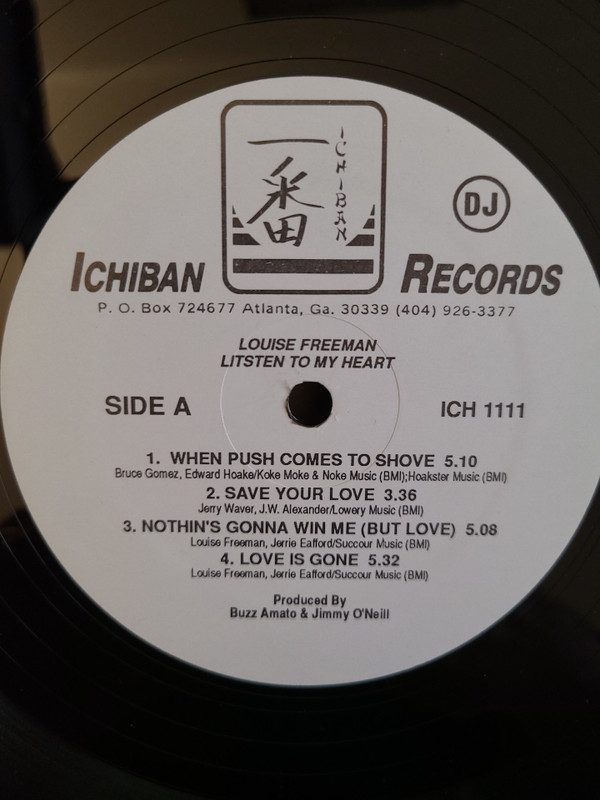 一番
ICHIBAN
DJ
ICHIBAN RECORDS
P. O. Box 724677 Atlanta, Ga. 30339 (404) 926-3377
LOUISE FREEMAN
LITSTEN TO MY HEART
SIDE A
ICH 1111
1. WHEN PUSH COMES TO SHOVE 5.10
Bruce Gomez, Edward Hoake/Koke Moke & Noke Music (BMI);Hoakster Music (BMI)
2. SAVE YOUR LOVE 3.36
Jerry Waver, J.W. Alexander/Lowery Music (BMI)
3. NOTHIN'S GONNA WIN ME (BUT LOVE) 5.08
Louise Freeman, Jerrie Eafford/Succour Music (BMI)
4. LOVE IS GONE 5.32
Louise Freeman, Jerrie Eafford/Succour Music (BMI)
Produced By
Buzz Amato & Jimmy O'Neill